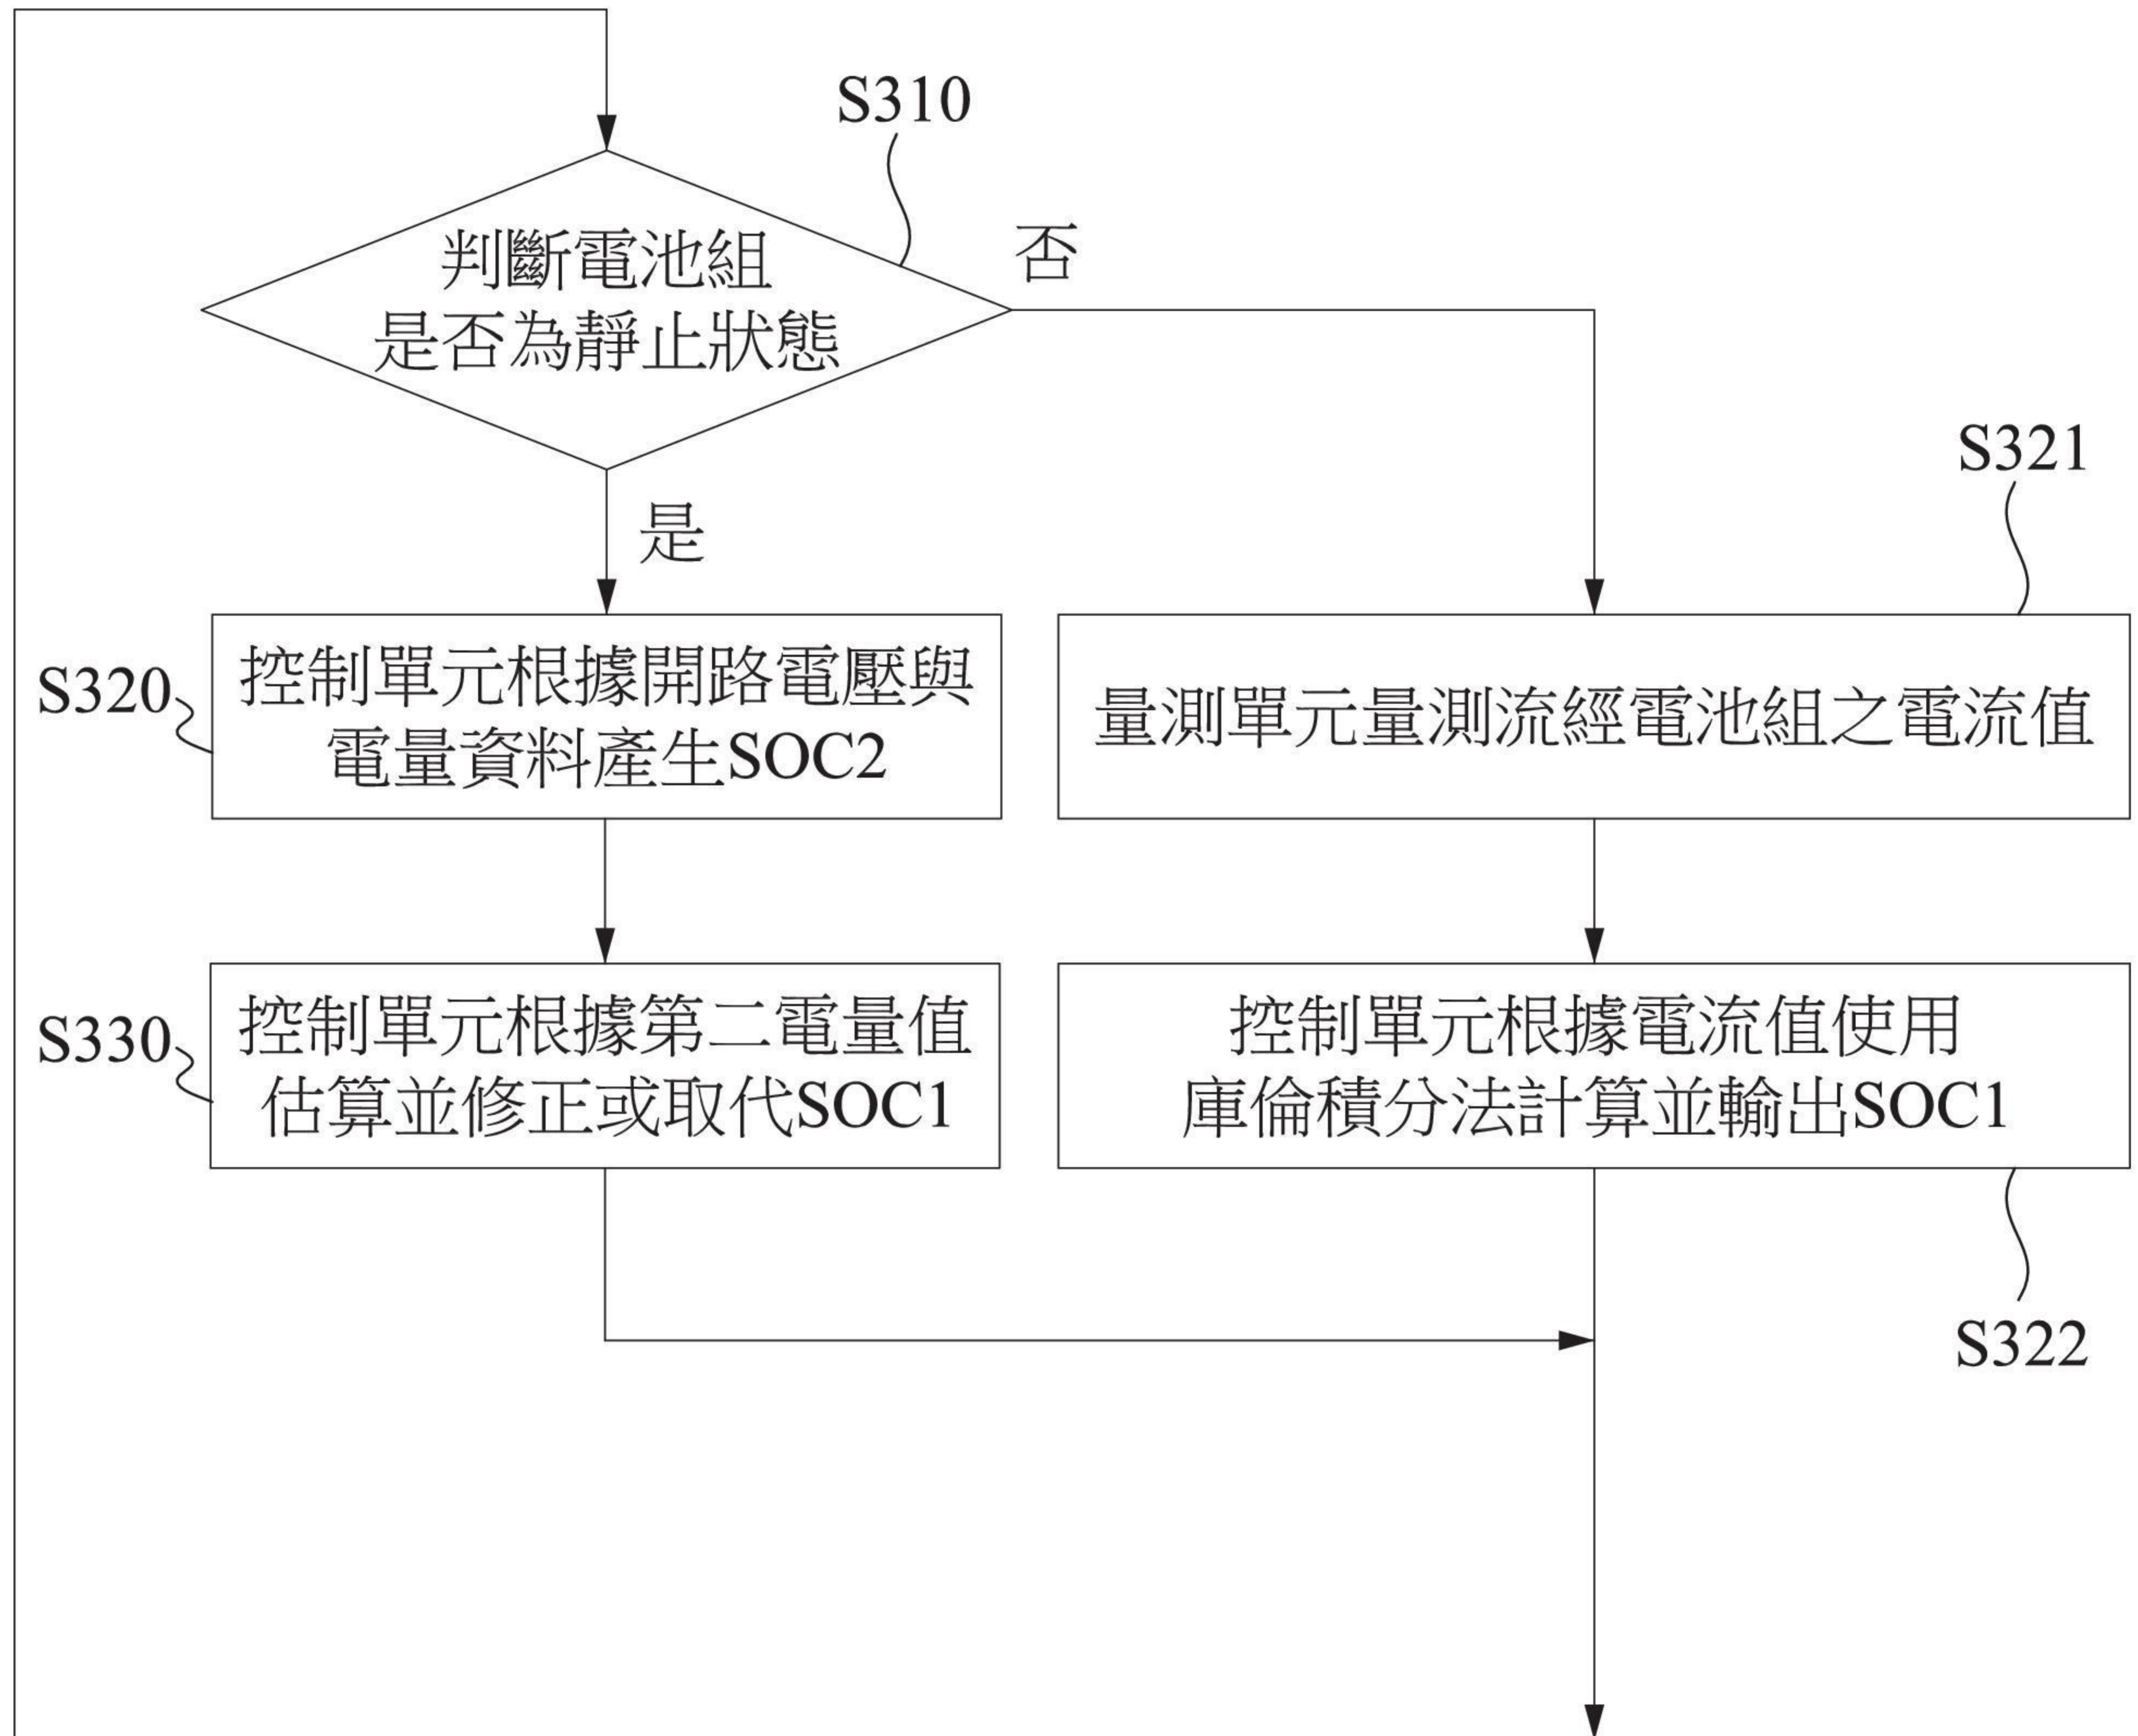 S310
判斷電池組
是否為靜止狀態
否
是
S321
S320
控制單元根據開路電壓與
電量資料產生SOC2
量測單元量測流經電池組之電流值
S330
控制單元根據第二電量值
估算並修正或取代SOC1
控制單元根據電流值使用
庫倫積分法計算並輸出SOC1
S322